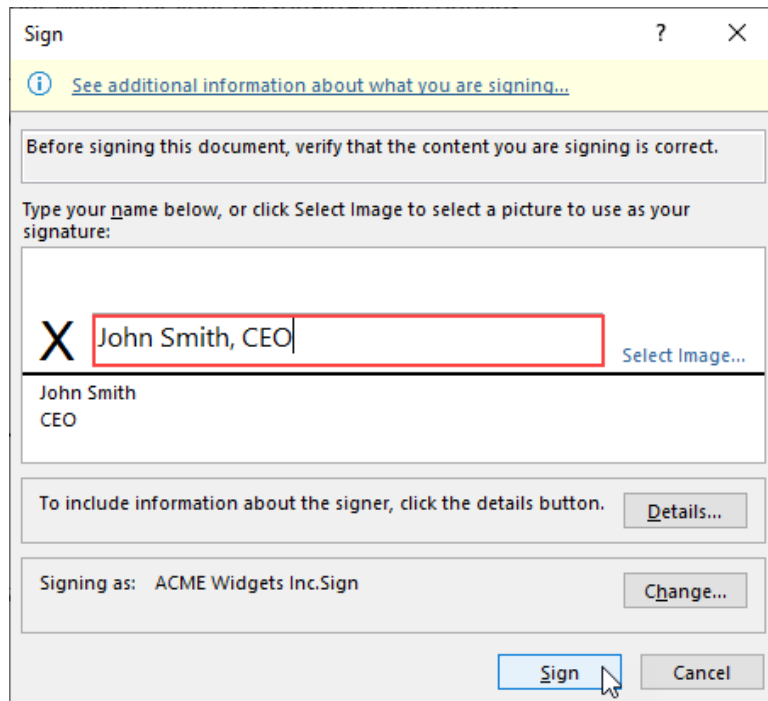 Sign ?
See additional information about what you are signing...
Before signing this document, verify that the content you are signing is correct.
Type your name below, or click Select Image to select a picture to use as your
signature:
X John Smith, CEO
Select Image...
John Smith
CEO
To include information about the signer, click the details button.
Details...
Signing as: ACME Widgets Inc.Sign
Change...
Sign
Cancel